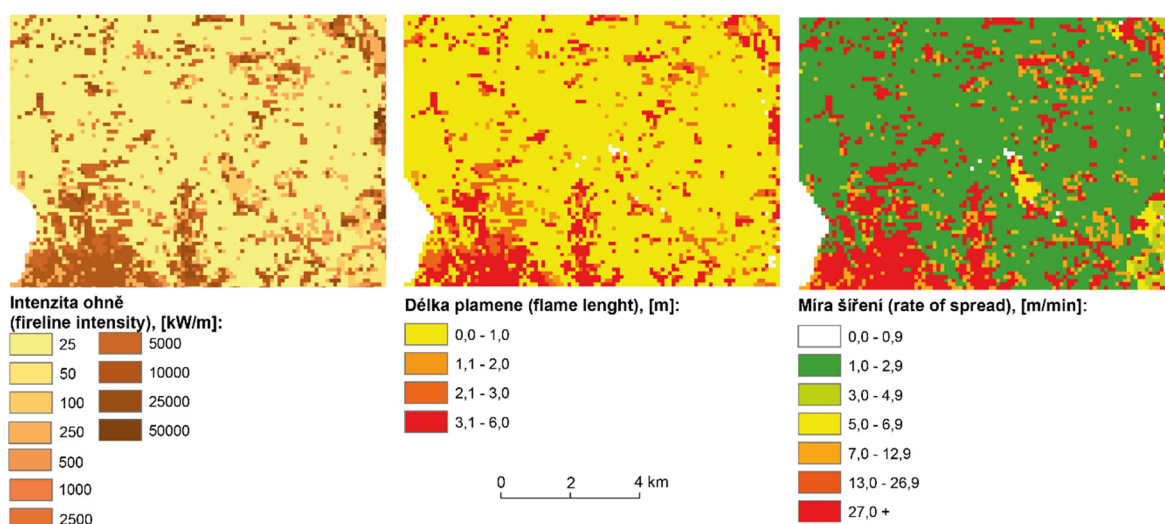 Intenzita ohně
(fireline intensity), [kW/m]:
25
50
100
250
500
1000
2500
5000
10000
25000
50000
Délka plamene (flame lenght), [m]:
0,0 - 1,0
1,1 - 2,0
2,1 - 3,0
3,1 - 6,0
0 2 4 km
Míra šíření (rate of spread), [m/min]:
0,0 - 0,9
1,0 - 2,9
3,0 - 4,9
5,0 - 6,9
7,0 - 12,9
13,0 - 26,9
27,0 +